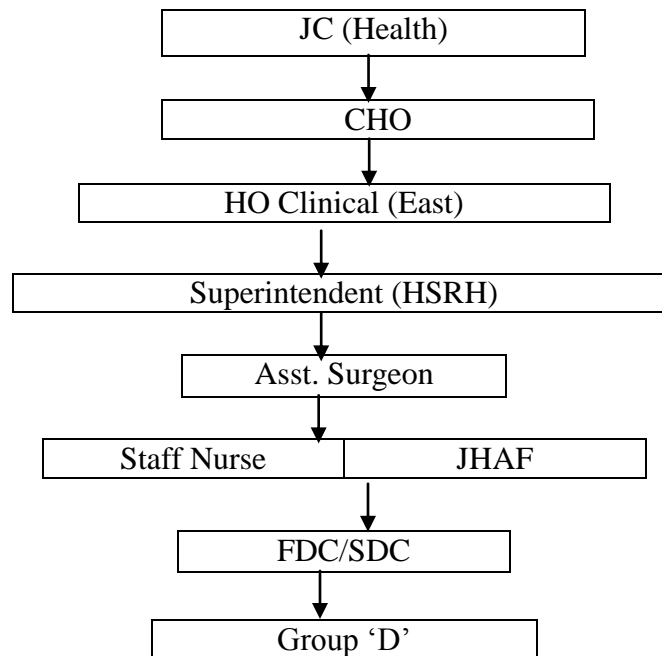 JC (Health)
CHO
HO Clinical (East)
Superintendent (HSRH)
Asst. Surgeon
Staff Nurse JHAF
FDC/SDC
Group ‘D’